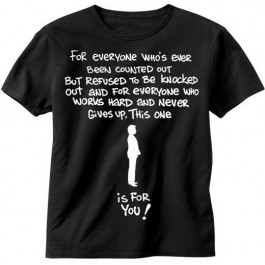 FOR EVERYONE WHO'S EVER
BEEN COUNTED OUT
BUT REFUSED TO BE KNOCKED
OUT AND FOR EVERYONE WHO
WORKS HARD AND NEVER
GIVES UP, THIS ONE
iS FOR
YOU!